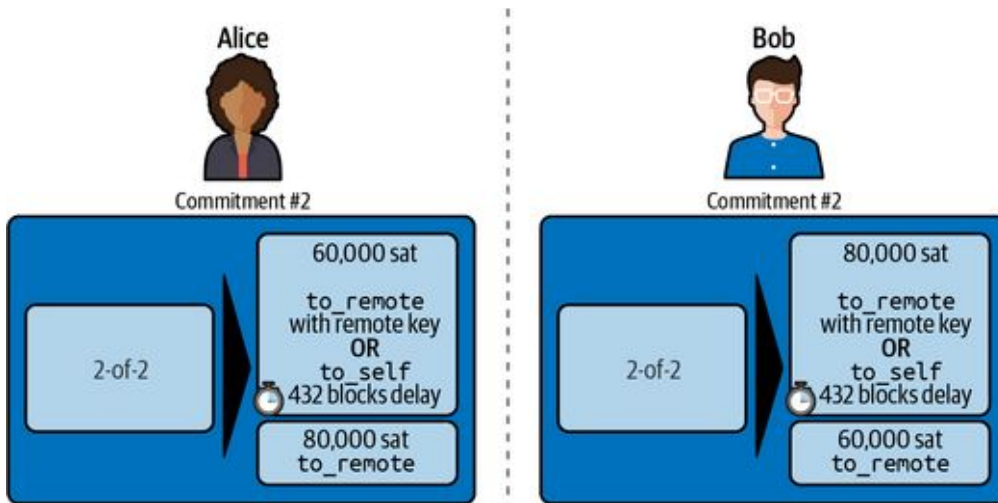 Alice
Bob
Commitment #2
2-of-2
60,000 sat
to_remote
with remote key
OR
to_self
432 blocks delay
80,000 sat
to_remote
Commitment #2
2-of-2
80,000 sat
to_remote
with remote key
OR
to_self
432 blocks delay
60,000 sat
to_remote